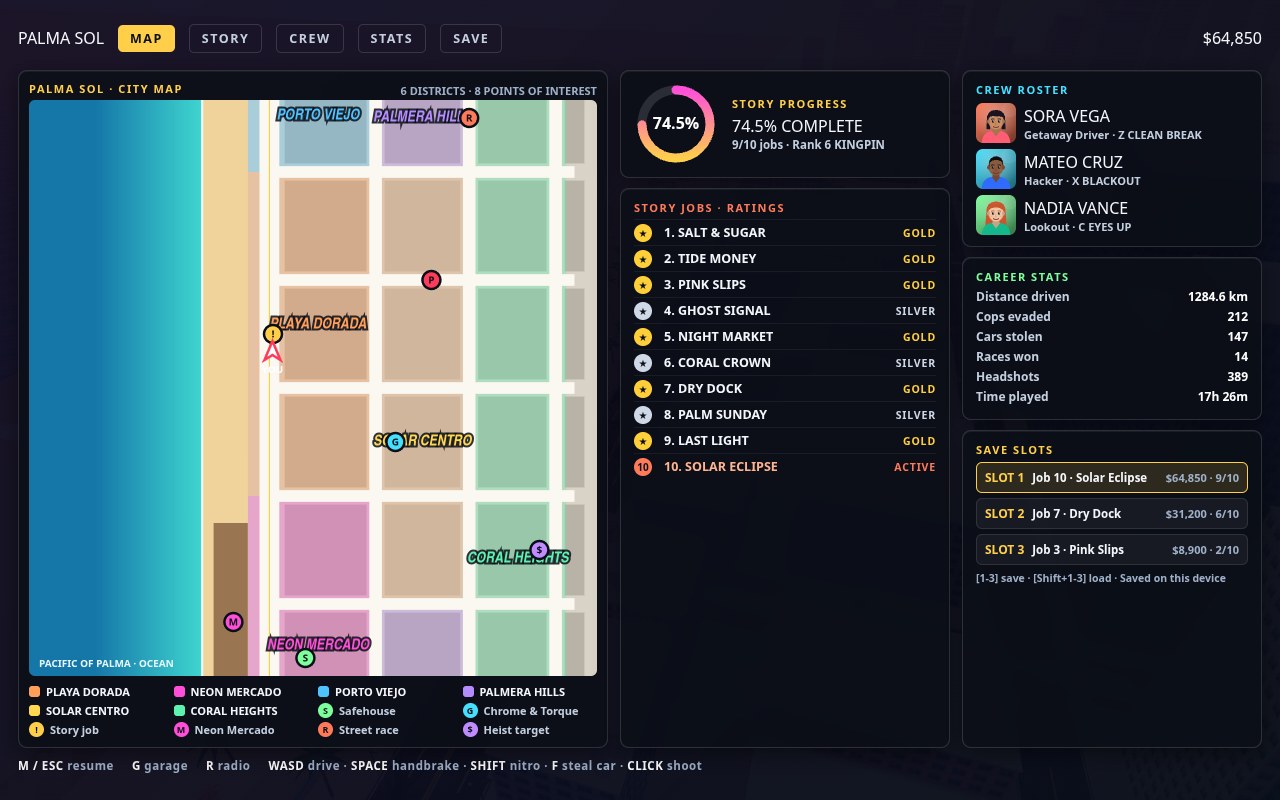 PALMA SOL MAP STORY CREW STATS SAVE $64,850
PALMA SOL · CITY MAP
6 DISTRICTS · 8 POINTS OF INTEREST
PORTO VIEJO
R
P
PLAYA DORADA
!
G
CORAL HEIGHTS
$
M
NEON MERCADO
S
PACIFIC OF PALMA · OCEAN
PLAYA DORADA NEON MERCADO PORTO VIEJO PALMERA HILLS
SOLAR CENTRO CORAL HEIGHTS S Safehouse G Chrome & Torque
! Story job M Neon Mercado R Street race $ Heist target
74.5%
STORY PROGRESS
74.5% COMPLETE
9/10 jobs · Rank 6 KINGPIN
STORY JOBS · RATINGS
★ 1. SALT & SUGAR GOLD
★ 2. TIDE MONEY GOLD
★ 3. PINK SLIPS GOLD
★ 4. GHOST SIGNAL SILVER
★ 5. NIGHT MARKET GOLD
★ 6. CORAL CROWN SILVER
★ 7. DRY DOCK GOLD
★ 8. PALM SUNDAY SILVER
★ 9. LAST LIGHT GOLD
10 10. SOLAR ECLIPSE ACTIVE
CREW ROSTER
SORA VEGA
Getaway Driver · Z CLEAN BREAK
MATEO CRUZ
Hacker · X BLACKOUT
NADIA VANCE
Lookout · C EYES UP
CAREER STATS
Distance driven 1284.6 km
Cops evaded 212
Cars stolen 147
Races won 14
Headshots 389
Time played 17h 26m
SAVE SLOTS
SLOT 1 Job 10 · Solar Eclipse $64,850 · 9/10
SLOT 2 Job 7 · Dry Dock $31,200 · 6/10
SLOT 3 Job 3 · Pink Slips $8,900 · 2/10
[1-3] save · [Shift+1-3] load · Saved on this device
M / ESC resume G garage R radio WASD drive · SPACE handbrake · SHIFT nitro · F steal car · CLICK shoot